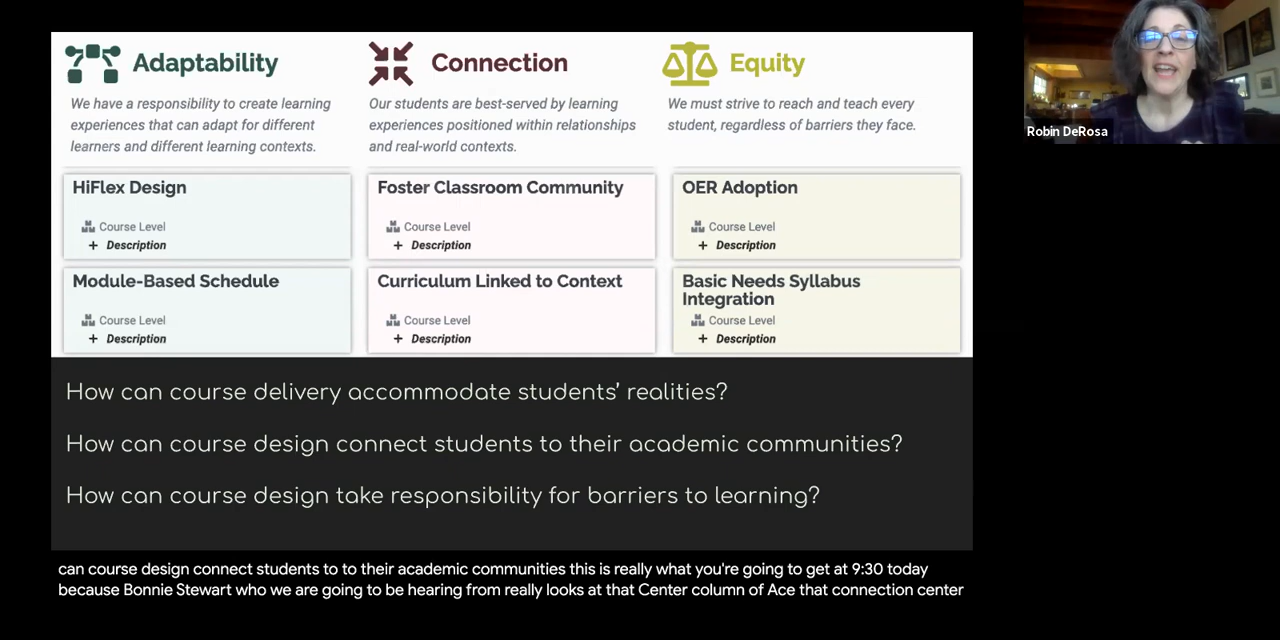 Adaptability
We have a responsibility to create learning
experiences that can adapt for different
learners and different learning contexts.
HiFlex Design
Course Level
+ Description
Module-Based Schedule
Course Level
+ Description
Connection
Our students are best-served by learning
experiences positioned within relationships
and real-world contexts.
Foster Classroom Community
Course Level
+ Description
Curriculum Linked to Context
Course Level
+ Description
Equity
We must strive to reach and teach every
student, regardless of barriers they face.
OER Adoption
Course Level
+ Description
Basic Needs Syllabus
Integration
Course Level
+ Description
Robin DeRosa
How can course delivery accommodate students' realities?
How can course design connect students to their academic communities?
How can course design take responsibility for barriers to learning?
can course design connect students to to their academic communities this is really what you're going to get at 9:30 today
because Bonnie Stewart who we are going to be hearing from really looks at that Center column of Ace that connection center